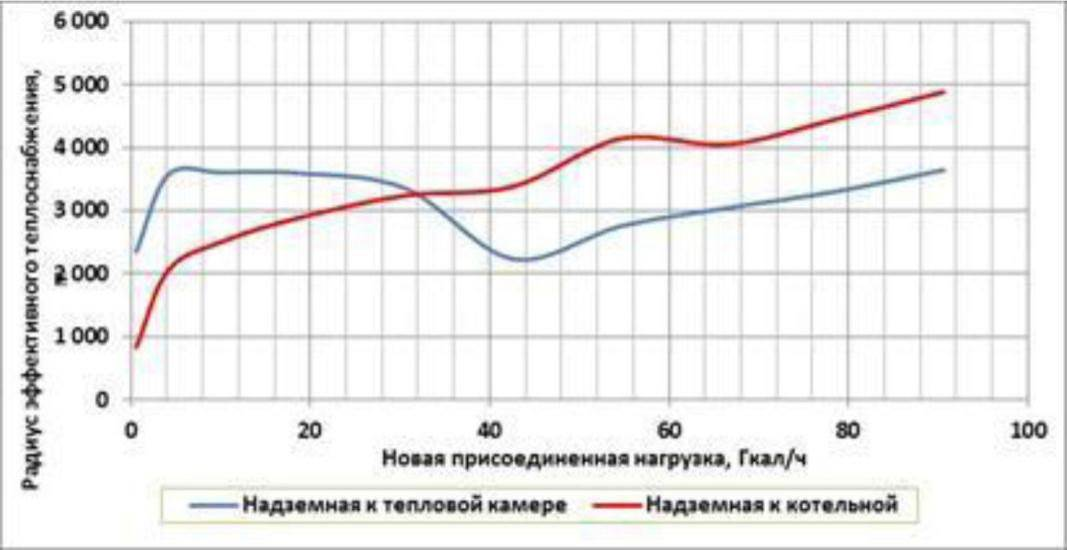 6 000
5 000
4 000
3 000
2 000
1 000
0
Радиус эффективного теплоснабжения,
м
0 20 40 60 80 100
Новая присоединенная нагрузка, Гкал/ч
Надземная к тепловой камере Надземная к котельной